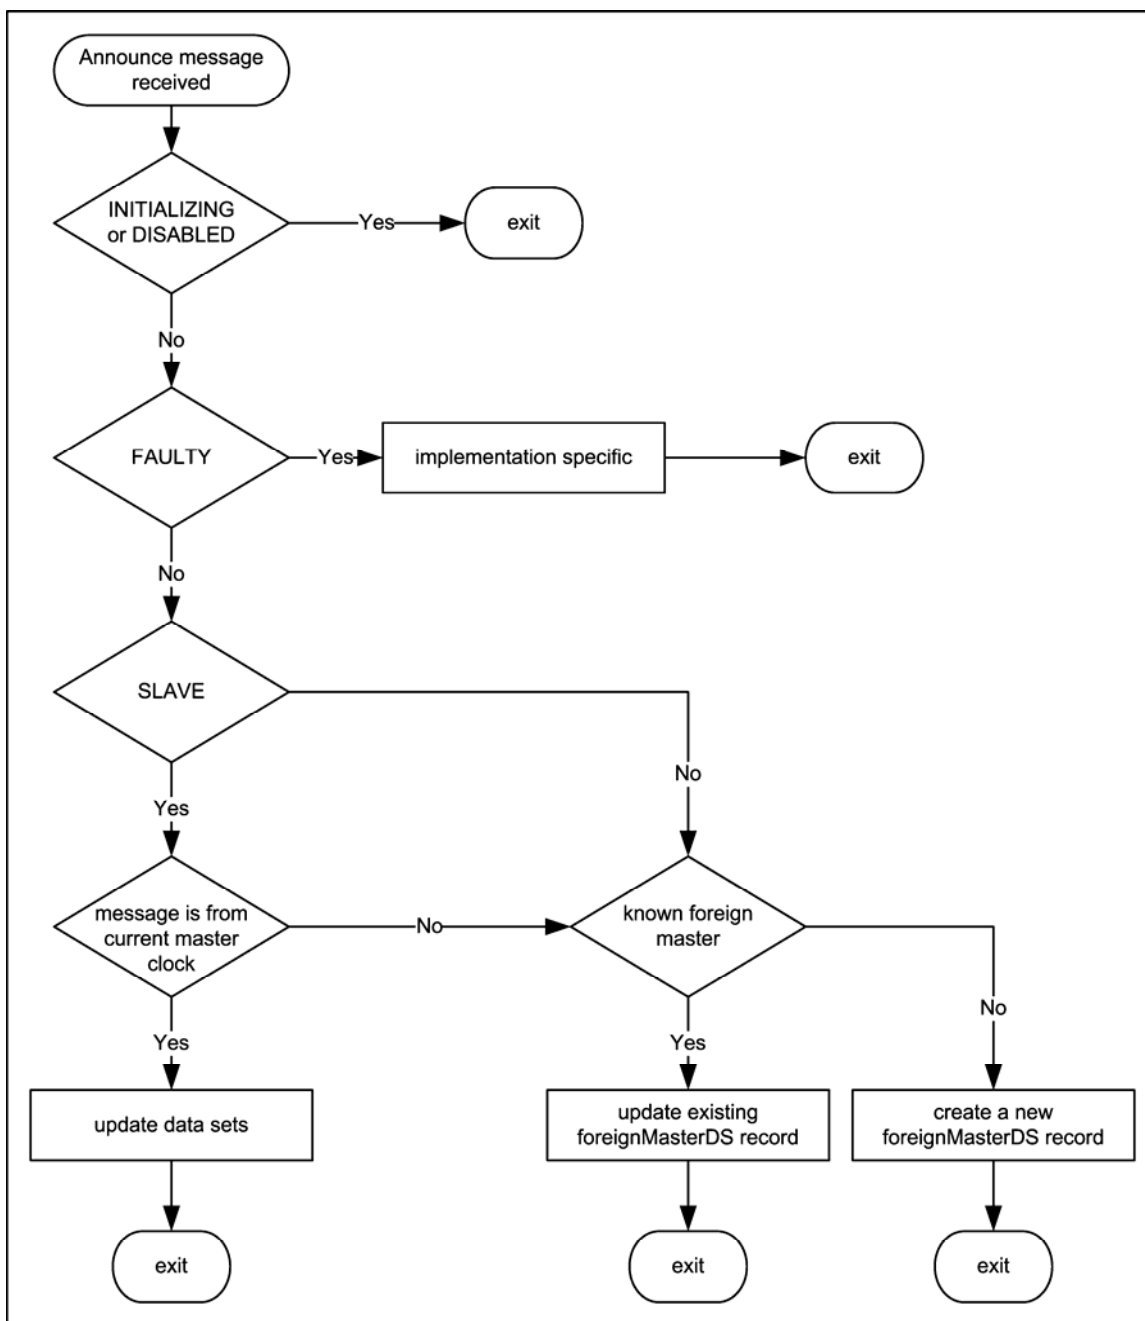 Announce message
received
INITIALIZING
or DISABLED
Yes
exit
No
FAULTY
Yes
implementation specific
exit
No
SLAVE
No
Yes
message is from
current master
clock
No
known foreign
master
No
Yes
Yes
update data sets
update existing
foreignMasterDS record
create a new
foreignMasterDS record
exit
exit
exit